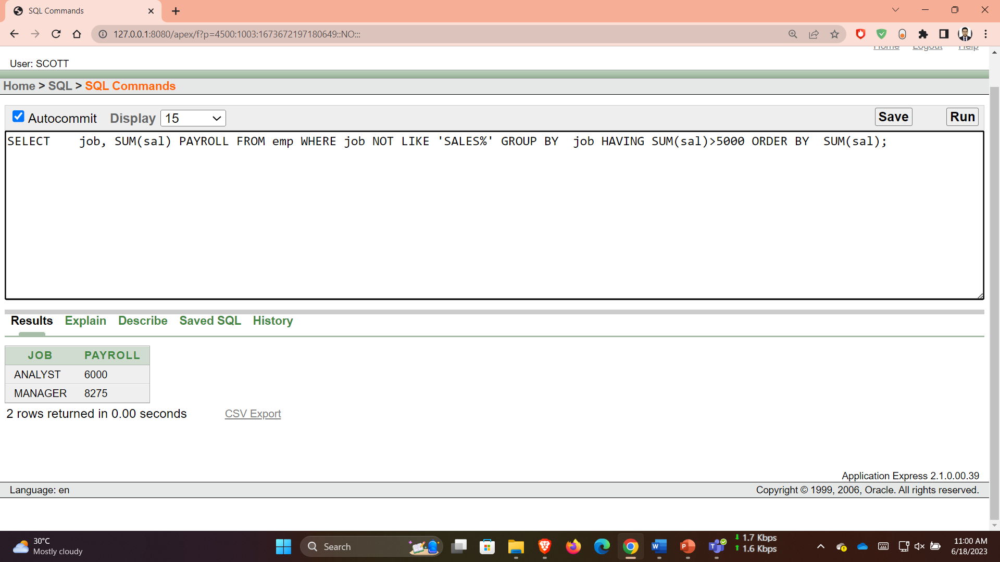 SQL Commands
127.0.0.1:8080/apex/f?p=4500:1003:1673672197180649::NO:::
Home Logout Help
User: SCOTT
Home > SQL > SQL Commands
Autocommit Display 15 Save Run
SELECT    job, SUM(sal) PAYROLL FROM emp WHERE job NOT LIKE 'SALES%' GROUP BY  job HAVING SUM(sal)>5000 ORDER BY  SUM(sal);
Results Explain Describe Saved SQL History
JOB PAYROLL
ANALYST 6000
MANAGER 8275
2 rows returned in 0.00 seconds CSV Export
Application Express 2.1.0.00.39
Language: en Copyright © 1999, 2006, Oracle. All rights reserved.
30°C
Mostly cloudy
Search
1.7 Kbps
1.6 Kbps
11:00 AM
6/18/2023